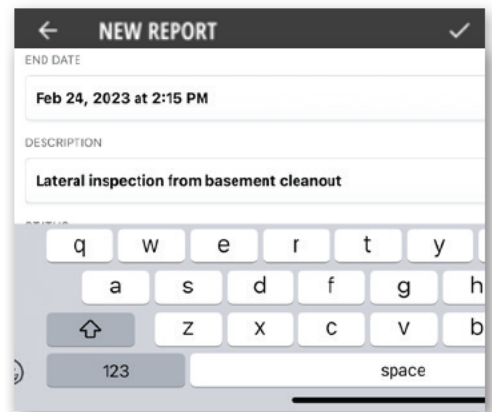 NEW REPORT
END DATE
Feb 24, 2023 at 2:15 PM
DESCRIPTION
Lateral inspection from basement cleanout
q w e r t y
a s d f g h
z x c v b
123 space